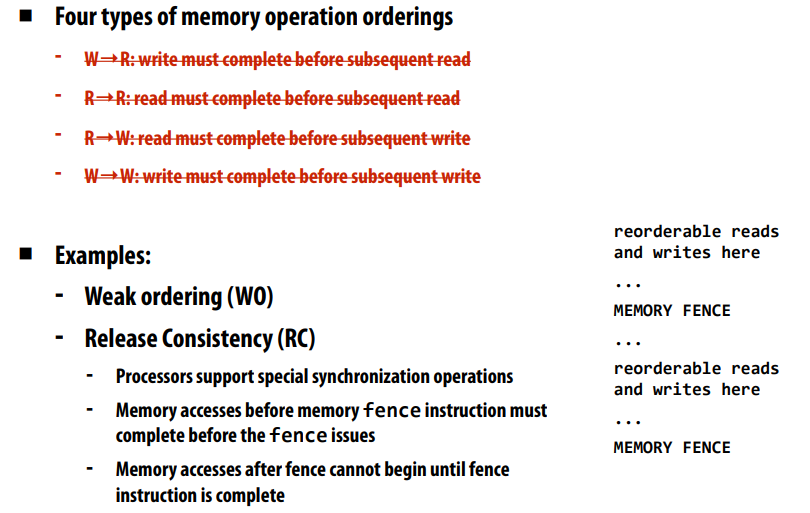 ■ Four types of memory operation orderings
- W→R: write must complete before subsequent read
- R→R: read must complete before subsequent read
- R→W: read must complete before subsequent write
- W→W: write must complete before subsequent write
■ Examples:
- Weak ordering (WO)
- Release Consistency (RC)
- Processors support special synchronization operations
- Memory accesses before memory fence instruction must
complete before the fence issues
- Memory accesses after fence cannot begin until fence
instruction is complete
reorderable reads
and writes here
...
MEMORY FENCE
...
reorderable reads
and writes here
...
MEMORY FENCE